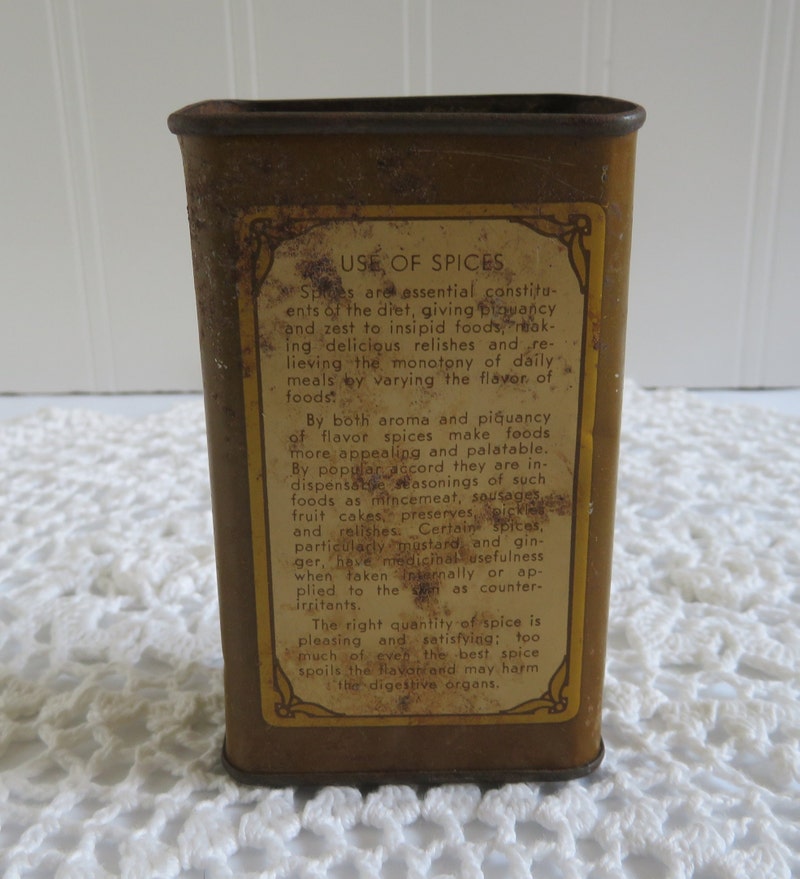 USE OF SPICES
Spices are essential constitu-
ents of the diet, giving piquancy
and zest to insipid foods, mak-
ing delicious relishes and re-
lieving the monotony of daily
meals by varying the flavor of
foods.
By both aroma and piquancy
of flavor spices make foods
more appealing and palatable.
By popular accord they are in-
dispensable seasonings of such
foods as mincemeat, sausages,
fruit cakes, preserves, pickles
and relishes. Certain spices,
particularly mustard and gin-
ger, have medicinal usefulness
when taken internally or ap-
plied to the skin as counter-
irritants.
The right quantity of spice is
pleasing and satisfying; too
much of even the best spice
spoils the flavor and may harm
the digestive organs.